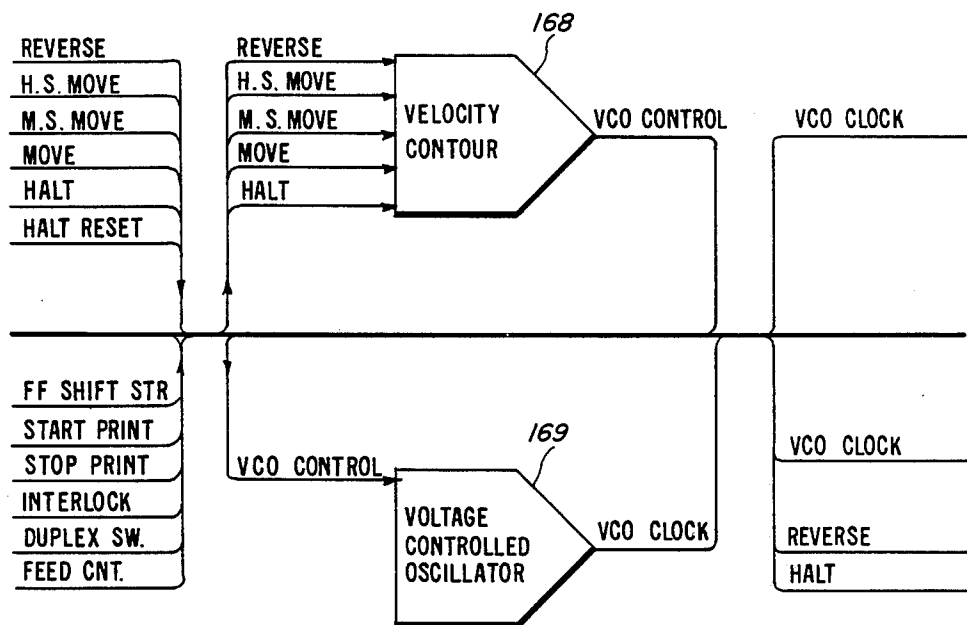 168
REVERSE
H.S. MOVE
M.S. MOVE
MOVE
HALT
HALT RESET
REVERSE
H.S. MOVE
M.S. MOVE
MOVE
HALT
VELOCITY
CONTOUR
VCO CONTROL
VCO CLOCK
FF SHIFT STR
START PRINT
STOP PRINT
INTERLOCK
DUPLEX SW.
FEED CNT.
VCO CONTROL
169
VOLTAGE
CONTROLLED
OSCILLATOR
VCO CLOCK
VCO CLOCK
REVERSE
HALT